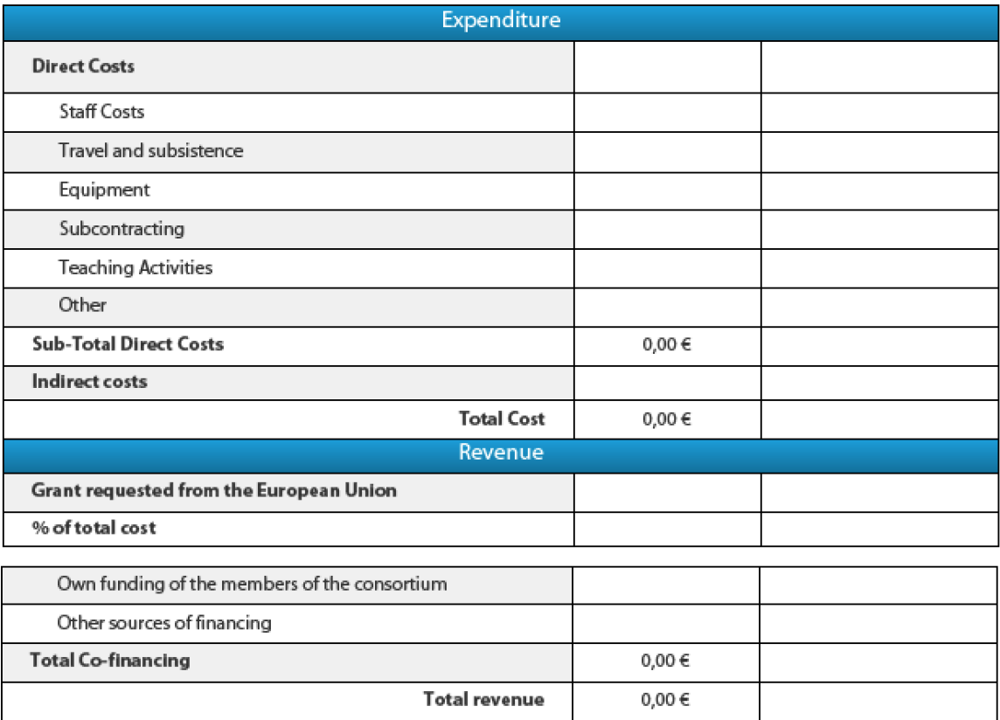 Expenditure
Direct Costs
Staff Costs
Travel and subsistence
Equipment
Subcontracting
Teaching Activities
Other
Sub-Total Direct Costs 0,00 €
Indirect costs
Total Cost 0,00 €
Revenue
Grant requested from the European Union
% of total cost
Own funding of the members of the consortium
Other sources of financing
Total Co-financing 0,00 €
Total revenue 0,00 €